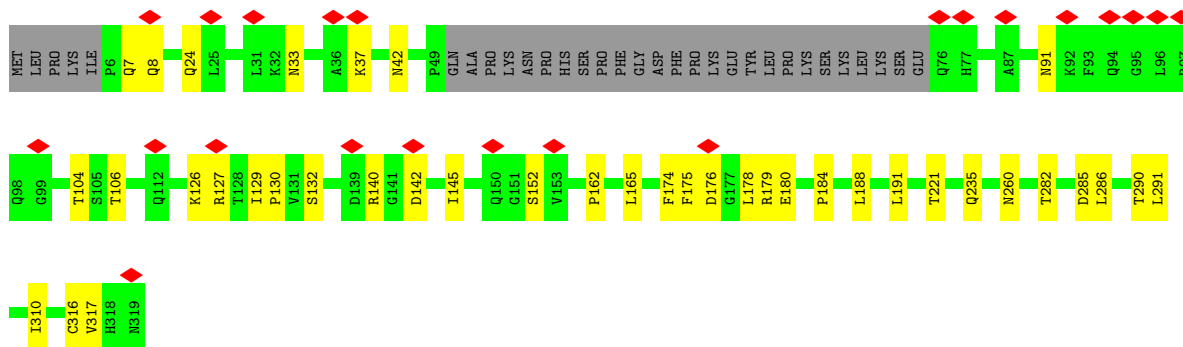 MET LEU PRO LYS ILE P6 Q7 Q8 Q24 L25 L31 K32 N33 A36 K37 N42 P49 GLN ALA PRO LYS ASN PRO HIS SER PRO PHE GLY ASP PHE PRO LYS GLU TYR LEU PRO LYS SER LYS LEU LYS SER GLU Q76 H77 A87 N91 K92 F93 Q94 G95 L96
Q98 G99 T104 S105 T106 Q112 K126 R127 T128 I129 P130 V131 S132 D139 R140 G141 D142 I145 Q150 G151 S152 V153 P162 L165 F174 F175 D176 G177 L178 R179 E180 P184 L188 L191 T221 Q235 N260 T282 D285 L286 T290 L291
I310 C316 V317 H318 N319